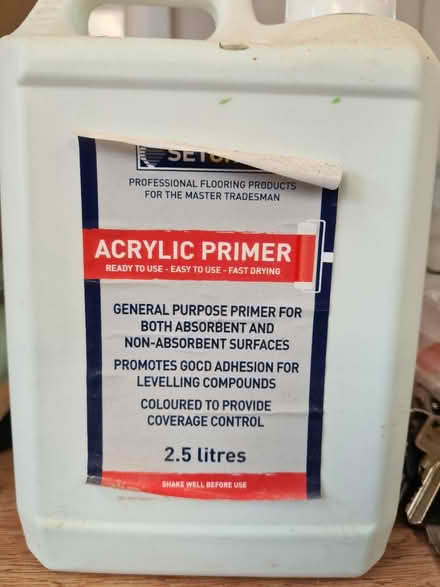 PROFESSIONAL FLOORING PRODUCTS
FOR THE MASTER TRADESMAN
ACRYLIC PRIMER
READY TO USE - EASY TO USE - FAST DRYING
GENERAL PURPOSE PRIMER FOR
BOTH ABSORBENT AND
NON-ABSORBENT SURFACES
PROMOTES GOOD ADHESION FOR
LEVELLING COMPOUNDS
COLOURED TO PROVIDE
COVERAGE CONTROL
2.5 litres
SHAKE WELL BEFORE USE